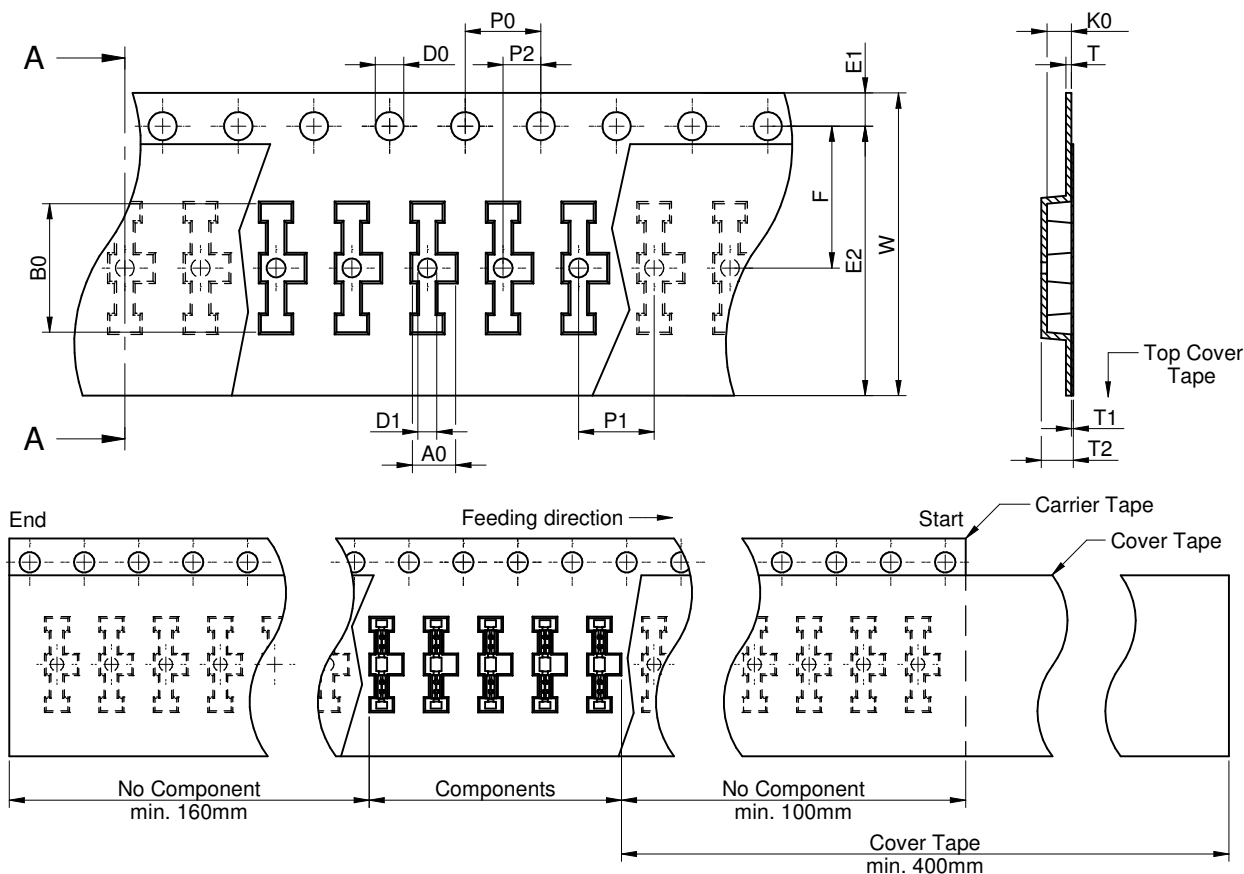 P0
K0
A
D0
P2
E1
T
F
E2
W
B0
Top Cover
Tape
D1
P1
T1
A
A0
T2
End
Feeding direction
Start
Carrier Tape
Cover Tape
No Component
min. 160mm
Components
No Component
min. 100mm
Cover Tape
min. 400mm